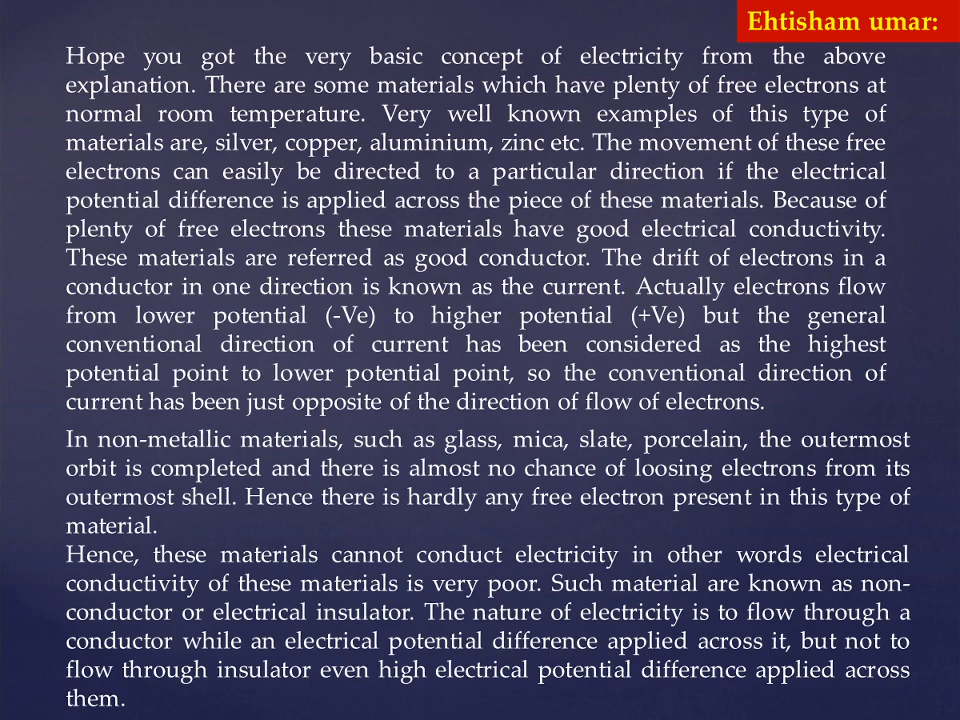 Ehtisham umar:
Hope you got the very basic concept of electricity from the above
explanation. There are some materials which have plenty of free electrons at
normal room temperature. Very well known examples of this type of
materials are, silver, copper, aluminium, zinc etc. The movement of these free
electrons can easily be directed to a particular direction if the electrical
potential difference is applied across the piece of these materials. Because of
plenty of free electrons these materials have good electrical conductivity.
These materials are referred as good conductor. The drift of electrons in a
conductor in one direction is known as the current. Actually electrons flow
from lower potential (-Ve) to higher potential (+Ve) but the general
conventional direction of current has been considered as the highest
potential point to lower potential point, so the conventional direction of
current has been just opposite of the direction of flow of electrons.
In non-metallic materials, such as glass, mica, slate, porcelain, the outermost
orbit is completed and there is almost no chance of loosing electrons from its
outermost shell. Hence there is hardly any free electron present in this type of
material.
Hence, these materials cannot conduct electricity in other words electrical
conductivity of these materials is very poor. Such material are known as non-
conductor or electrical insulator. The nature of electricity is to flow through a
conductor while an electrical potential difference applied across it, but not to
flow through insulator even high electrical potential difference applied across
them.